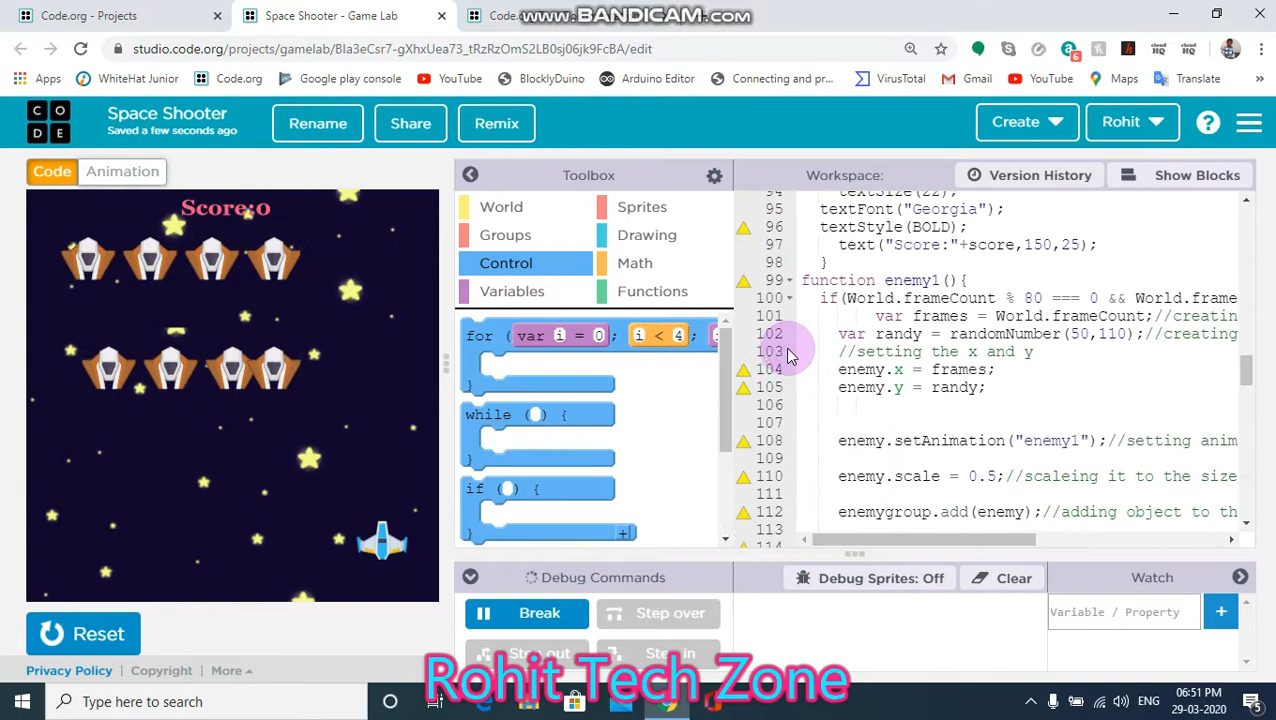 Code.org - Projects
Space Shooter - Game Lab
Code.
www.BANDICAM.com
studio.code.org/projects/gamelab/BIa3eCsr7-gXhxUea73_tRzRzOmS2LB0sj06jk9FcBA/edit
Apps
WhiteHat Junior
Code.org
Google play console
YouTube
BlocklyDuino
Arduino Editor
Connecting and pr...
VirusTotal
Gmail
YouTube
Maps
Translate
CODE
Space Shooter
Saved a few seconds ago
Rename
Share
Remix
Create
Rohit
Code
Animation
Toolbox
Workspace:
Version History
Show Blocks
Score:0
World
Sprites
Groups
Drawing
Control
Math
Variables
Functions
for ( var i = 0; i < 4;
}
while ( ) {
}
if ( ) {
}
94 textSize(22);
95 textFont("Georgia");
96 textStyle(BOLD);
97 text("Score:"+score,150,25);
98 }
99 function enemy1(){
100 if(World.frameCount % 80 === 0 && World.frame
101 var frames = World.frameCount;//creatin
102 var randy = randomNumber(50,110);//creating
103 //setting the x and y
104 enemy.x = frames;
105 enemy.y = randy;
106
107
108 enemy.setAnimation("enemy1");//setting anim
109
110 enemy.scale = 0.5;//scaleing it to the size
111
112 enemygroup.add(enemy);//adding object to th
113
114
Debug Commands
Debug Sprites: Off
Clear
Watch
Break
Step over
Step out
Step in
Variable / Property
Reset
Privacy Policy
Copyright
More
Rohit Tech Zone
Type here to search
ENG
06:51 PM
29-03-2020